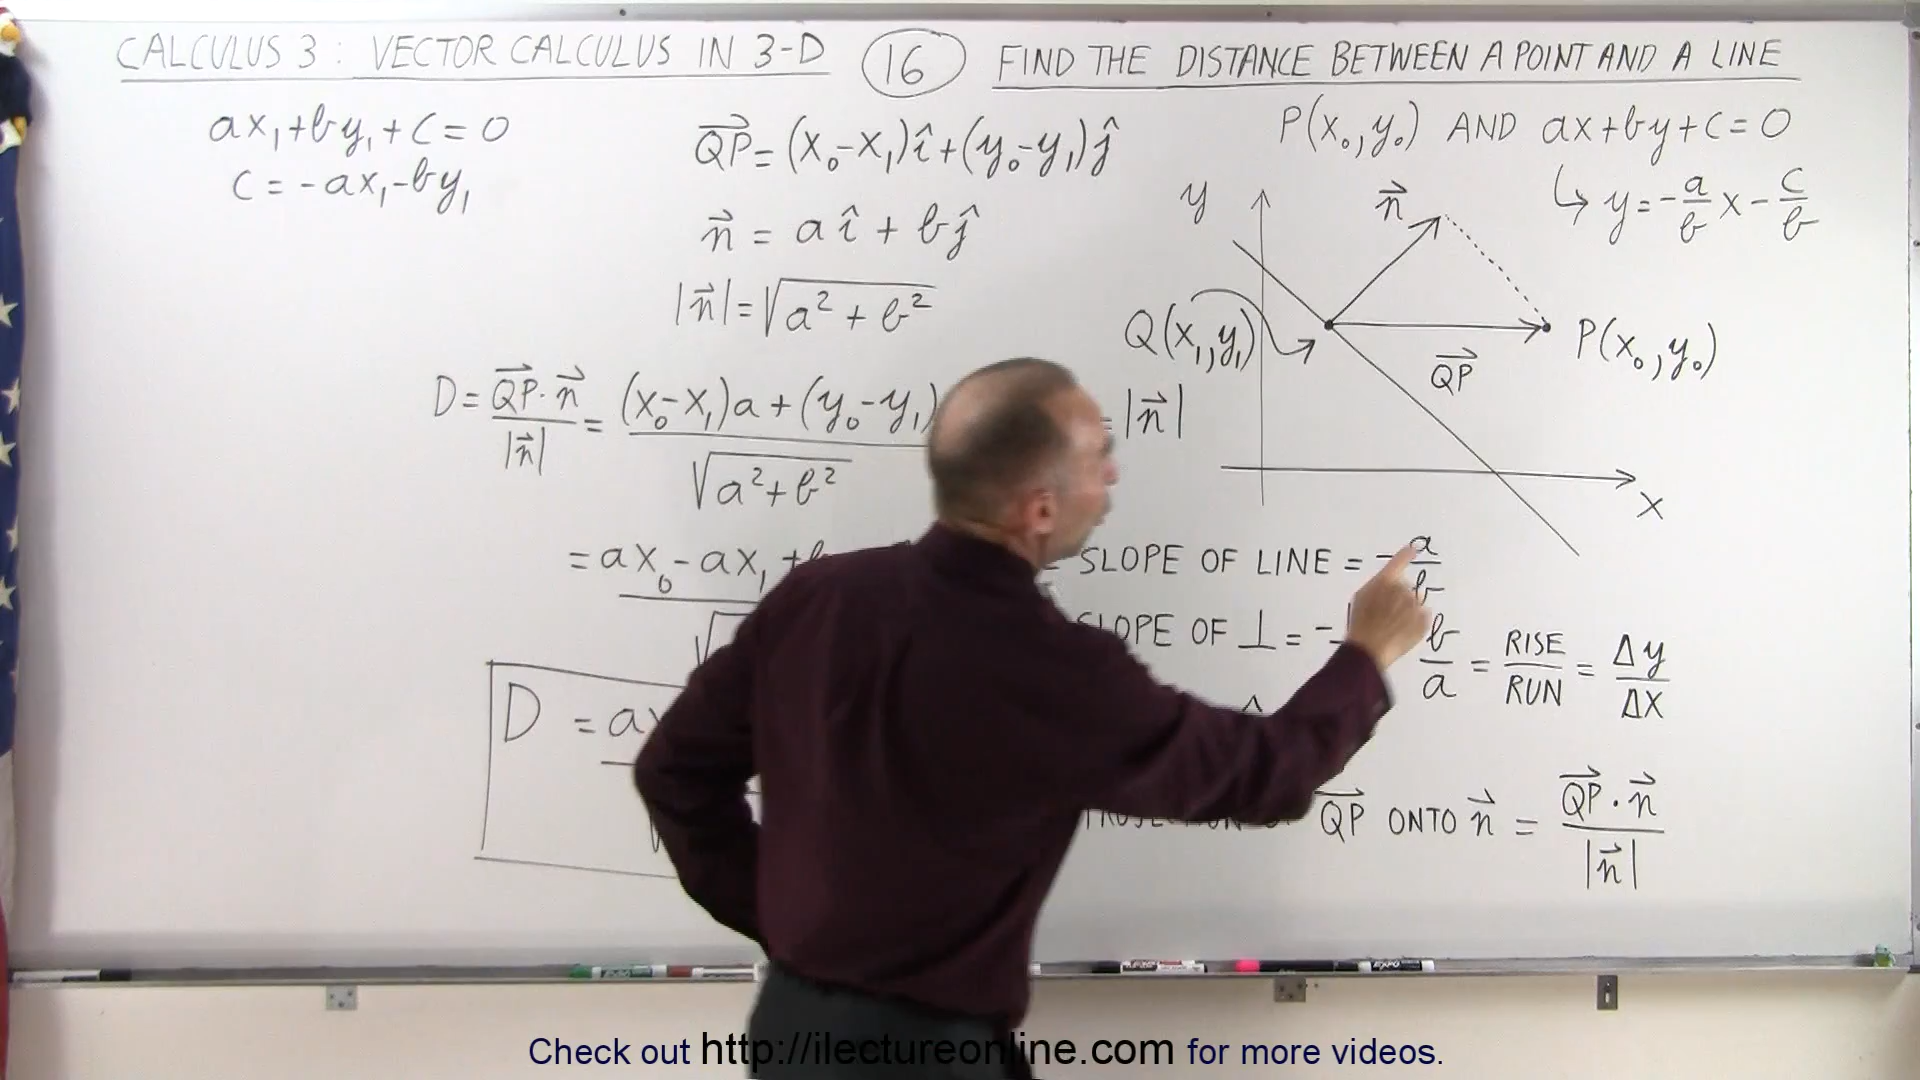 CALCULUS 3 : VECTOR CALCULUS IN 3-D 16 FIND THE DISTANCE BETWEEN A POINT AND A LINE
ax₁+by₁+c=0
c=-ax₁-by₁
QP⃗=(x₀-x₁)î+(y₀-y₁)ĵ
n⃗ = aî + bĵ
|n⃗|=√(a²+b²)
D = (QP⃗·n⃗)/|n⃗| = ((x₀-x₁)a+(y₀-y₁)
√(a²+b²)
= ax₀-ax₁+b
√
D = ax
P(x₀,y₀) AND ax+by+c=0
↳ y=-a/b x - c/b
y
n⃗
Q(x₁,y₁)
QP⃗
P(x₀,y₀)
x
=|n⃗|
SLOPE OF LINE = -a/b
SLOPE OF ⊥ = - b/a = RISE/RUN = Δy/Δx
QP⃗ ONTO n⃗ = (QP⃗·n⃗)/|n⃗|
EXPO
Check out http://ilectureonline.com for more videos.